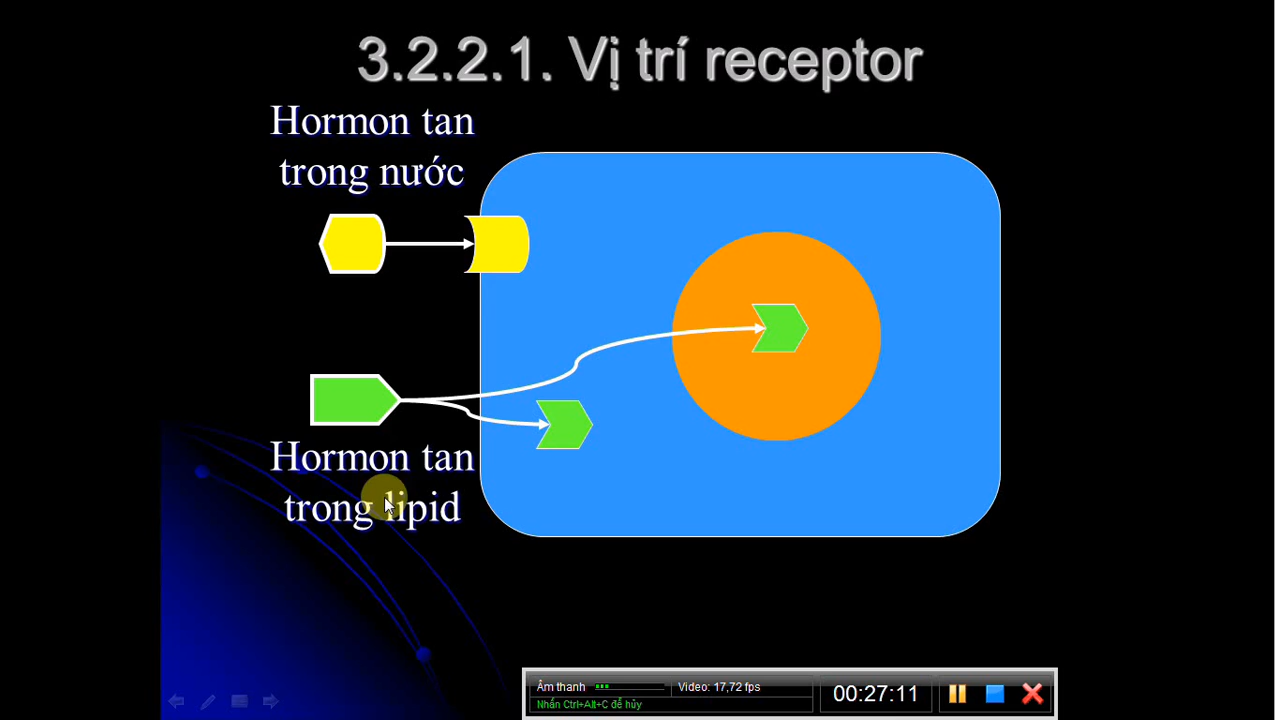 3.2.2.1. Vị trí receptor
Hormon tan
trong nước
Hormon tan
trong lipid
Âm thanh
Video: 17,72 fps
00:27:11
Nhấn Ctrl+Alt+C để hủy